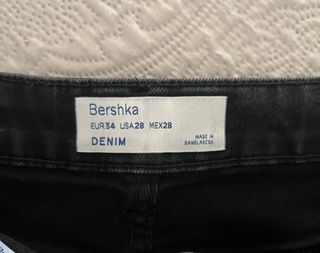 Bershka
EUR34 USA28 MEX28
DENIM
MADE IN
BANGLADESH